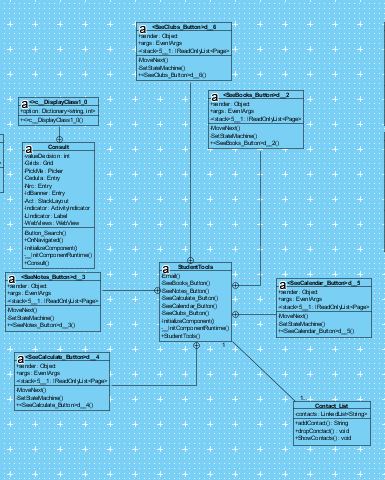 a <SeeClubs_Button>d__6
+sender : Object
+args : EventArgs
-<stack>5__1 : IReadOnlyList<Page>
-MoveNext()
-SetStateMachine()
+<SeeClubs_Button>d__6()
a <SeeBooks_Button>d__2
+sender : Object
+args : EventArgs
-<stack>5__1 : IReadOnlyList<Page>
-MoveNext()
-SetStateMachine()
+<SeeBooks_Button>d__2()
a <>c__DisplayClass1_0
+option : Dictionary<string, int>
+<>c__DisplayClass1_0()
a Consult
-valueDecision : int
-Grids : Grid
-PickMe : Picker
-Cedula : Entry
-Nrc : Entry
-idBanner : Entry
-Act : StackLayout
-indicator : ActivityIndicator
-LIndicator : Label
-WebViews : WebView
-Button_Search()
+OnNavigated()
-InitializeComponent()
-__InitComponentRuntime()
+Consult()
a <SeeNotes_Button>d__3
+sender : Object
+args : EventArgs
-<stack>5__1 : IReadOnlyList<Page>
-MoveNext()
-SetStateMachine()
+<SeeNotes_Button>d__3()
a StudentTools
-Email()
-SeeBooks_Button()
-SeeNotes_Button()
-SeeCalculate_Button()
-SeeCalendar_Button()
-SeeClubs_Button()
-InitializeComponent()
-__InitComponentRuntime()
+StudentTools()
a <SeeCalendar_Button>d__5
+sender : Object
+args : EventArgs
-<stack>5__1 : IReadOnlyList<Page>
-MoveNext()
-SetStateMachine()
+<SeeCalendar_Button>d__5()
a <SeeCalculate_Button>d__4
+sender : Object
+args : EventArgs
-<stack>5__1 : IReadOnlyList<Page>
-MoveNext()
-SetStateMachine()
+<SeeCalculate_Button>d__4()
1
1..
Contact_List
-contacts : LinkedList<String>
+addContact() : String
+dropConctact() : void
+ShowContacts() : void